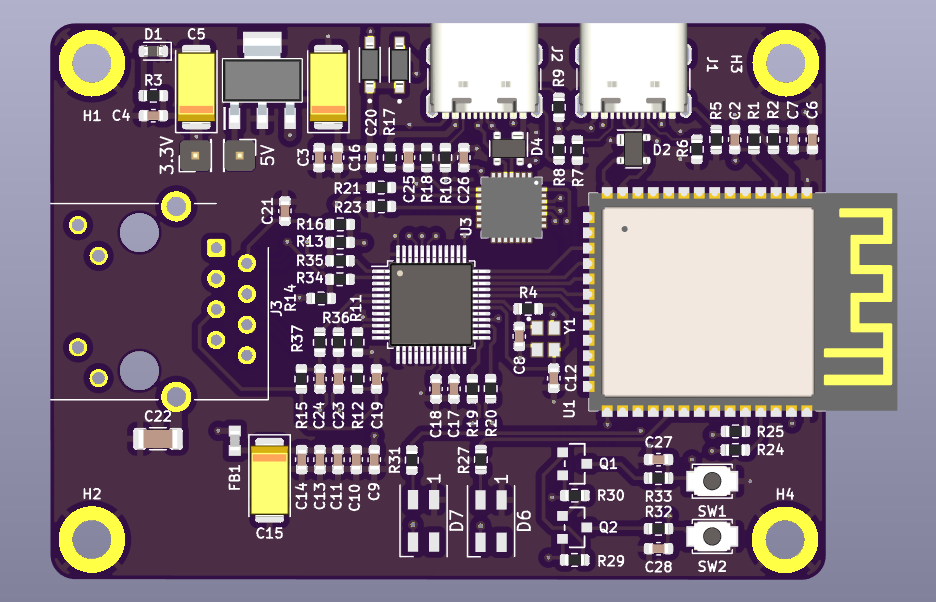 D1
C5
R3
C4
H1
3.3V
5V
C20
R17
C3
C16
C25
R18
R10
C26
J2
R9
D4
R8
R7
J1
H3
R5
C2
R1
R2
C7
C6
R6
D2
R21
R23
C21
R16
R13
R35
R34
R14
J3
U3
R36
R11
R37
R4
Y1
C8
C12
U1
R15
C24
C23
R12
C19
C18
C17
R19
R20
C22
FB1
C15
C14
C13
C11
C10
C9
R31
R27
1
1
D7
D6
Q1
R30
Q2
R29
C27
R33
R32
C28
R25
R24
SW1
SW2
H2
H4